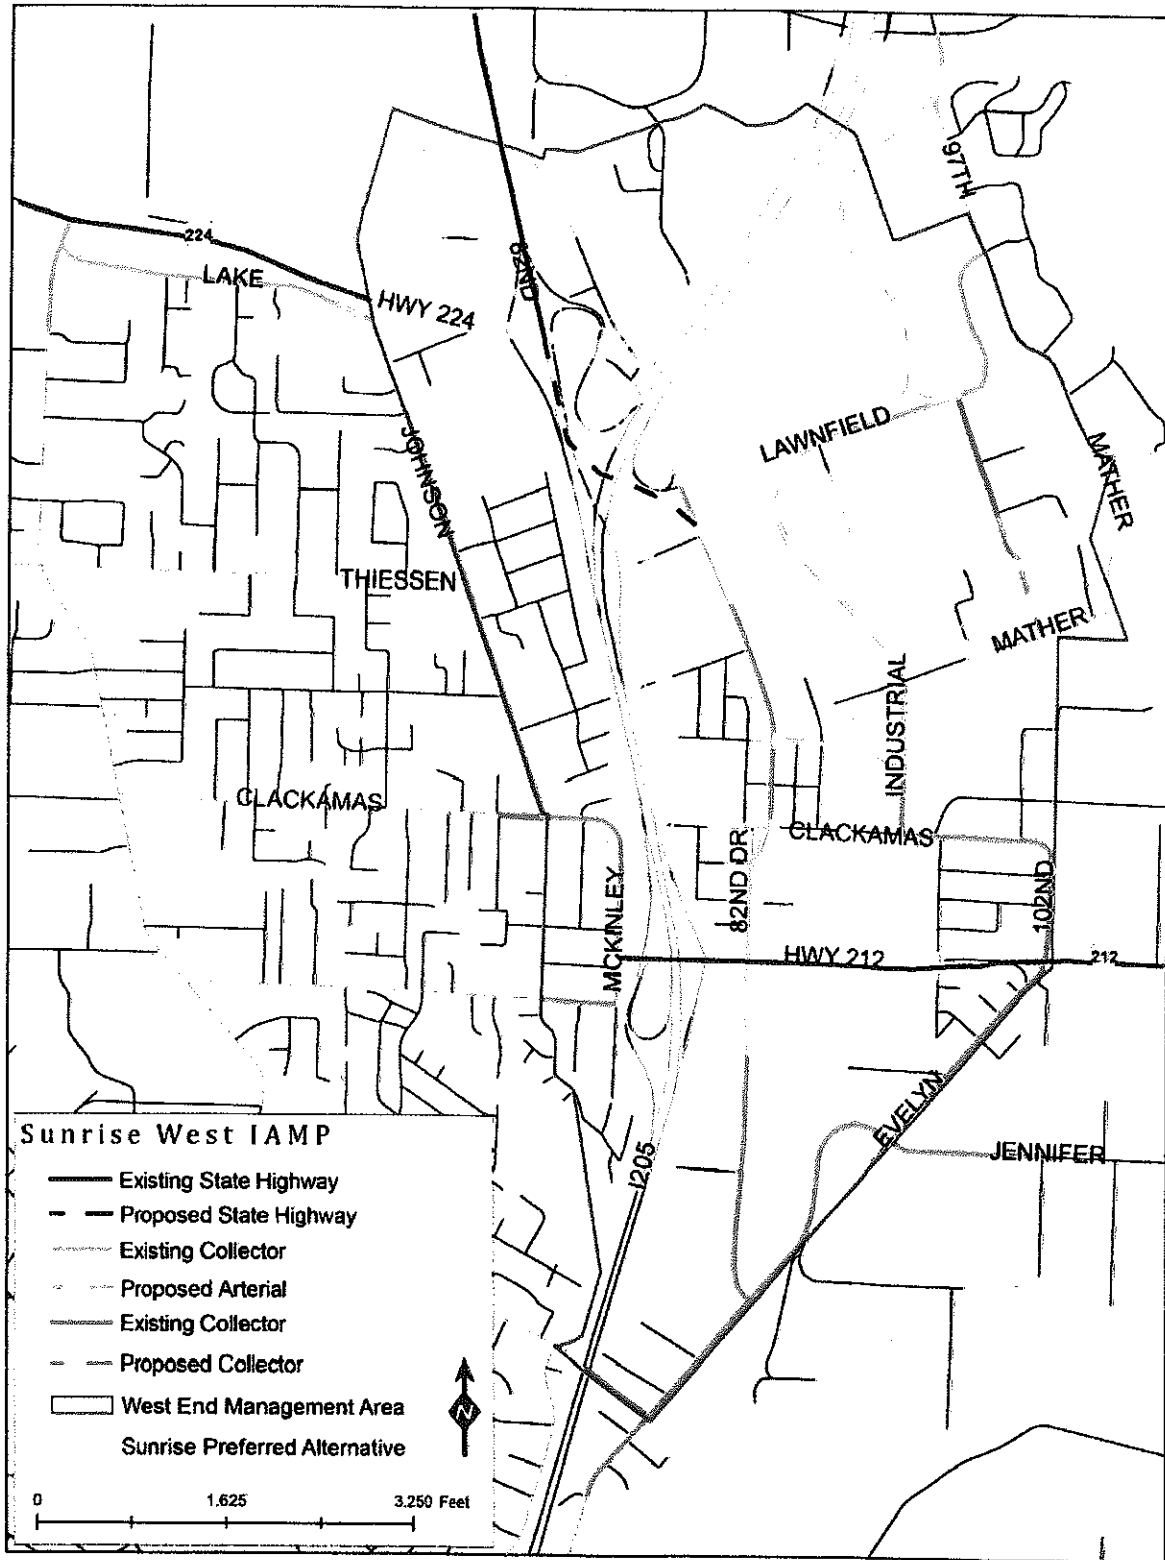 97TH
224
LAKE
82ND
HWY 224
LAWNFIELD
JOHNSON
MATHER
THIESSEN
MATHER
INDUSTRIAL
CLACKAMAS
CLACKAMAS
82ND DR
MCKINLEY
102ND
HWY 212
212
EVELYN
JENNIFER
I205
Sunrise West IAMP
Existing State Highway
Proposed State Highway
Existing Collector
Proposed Arterial
Existing Collector
Proposed Collector
West End Management Area
Sunrise Preferred Alternative
N
0 1.625 3.250 Feet